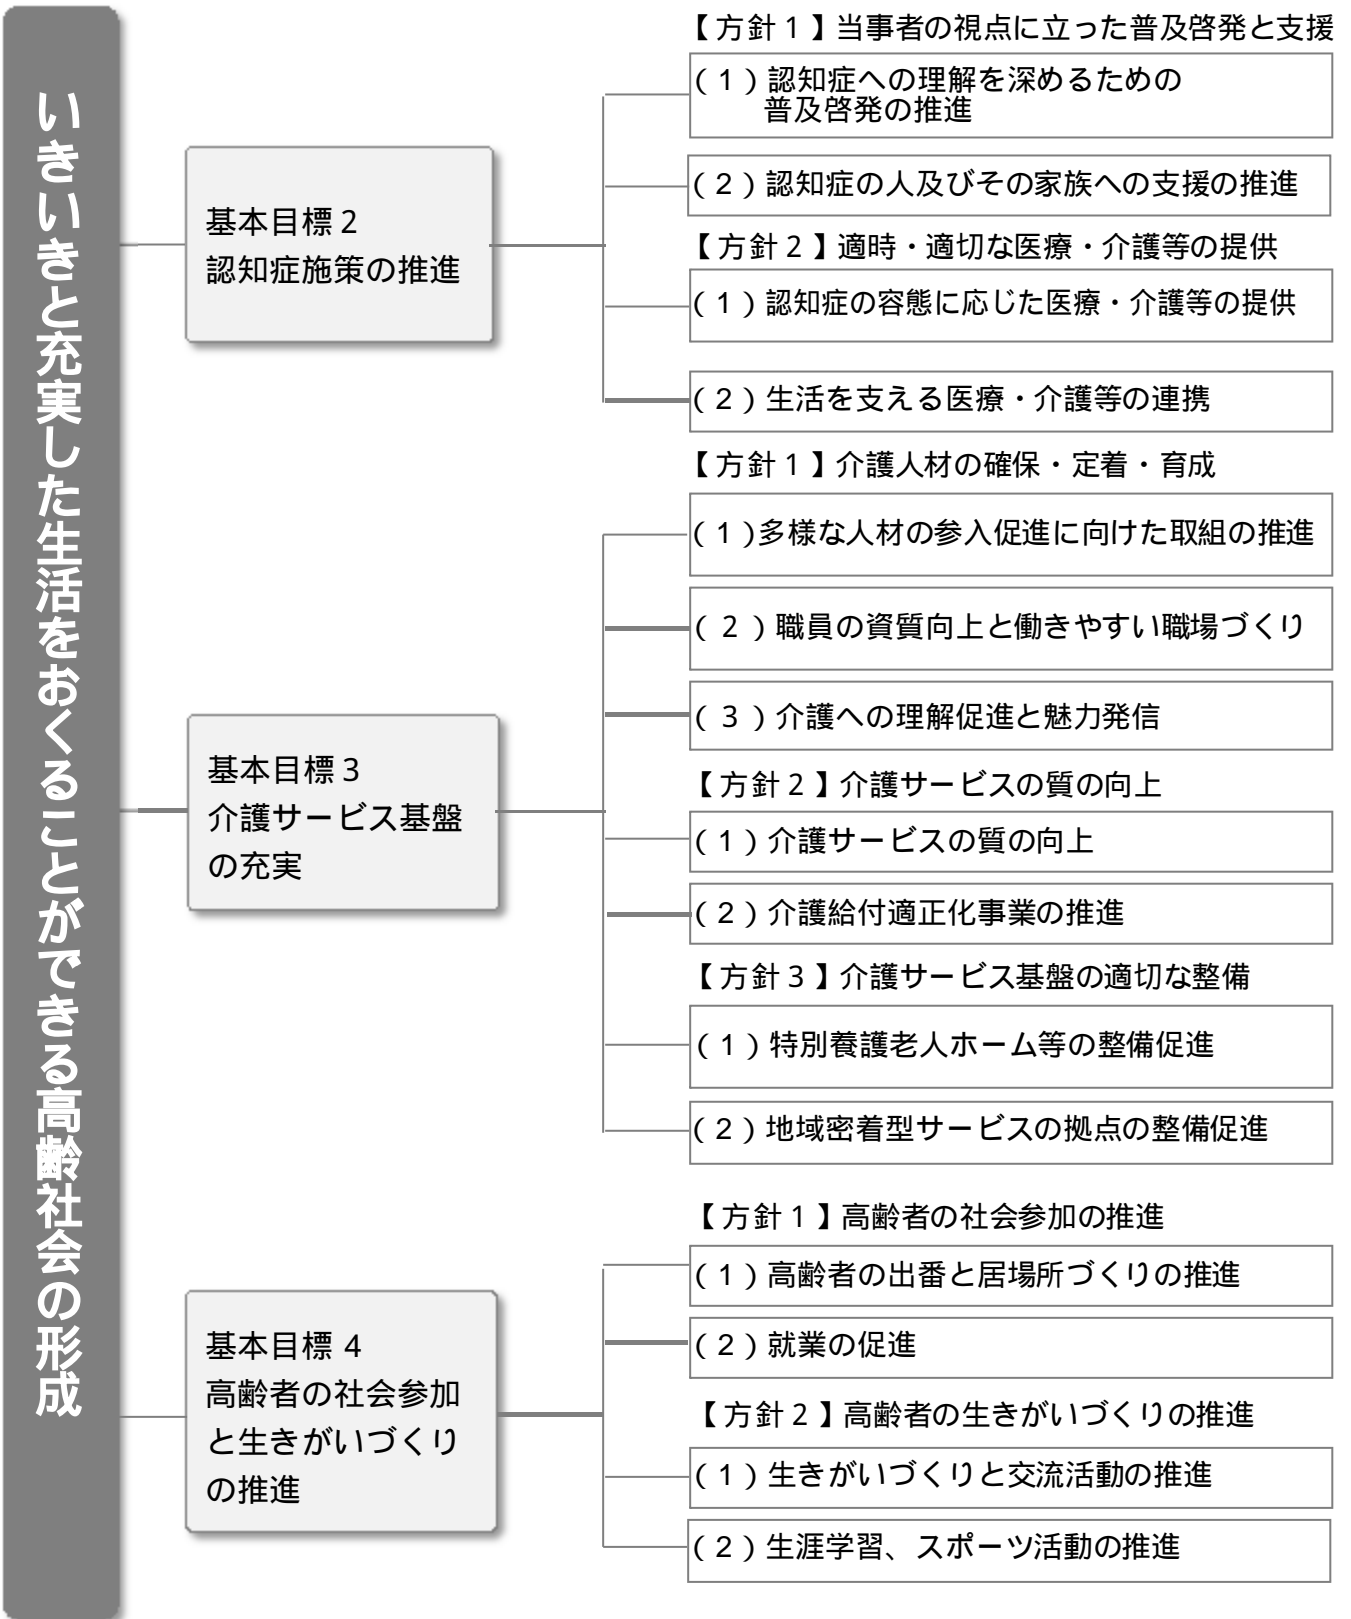 いきいきと充実した生活をおくることができる高齢社会の形成
基本目標２
認知症施策の推進
【方針１】当事者の視点に立った普及啓発と支援
（１）認知症への理解を深めるための
普及啓発の推進
（２）認知症の人及びその家族への支援の推進
【方針２】適時・適切な医療・介護等の提供
（１）認知症の容態に応じた医療・介護等の提供
（２）生活を支える医療・介護等の連携
基本目標３
介護サービス基盤
の充実
【方針１】介護人材の確保・定着・育成
（１）多様な人材の参入促進に向けた取組の推進
（２）職員の資質向上と働きやすい職場づくり
（３）介護への理解促進と魅力発信
【方針２】介護サービスの質の向上
（１）介護サービスの質の向上
（２）介護給付適正化事業の推進
【方針３】介護サービス基盤の適切な整備
（１）特別養護老人ホーム等の整備促進
（２）地域密着型サービスの拠点の整備促進
基本目標 4
高齢者の社会参加
と生きがいづくり
の推進
【方針１】高齢者の社会参加の推進
（１）高齢者の出番と居場所づくりの推進
（２）就業の促進
【方針２】高齢者の生きがいづくりの推進
（１）生きがいづくりと交流活動の推進
（２）生涯学習、スポーツ活動の推進